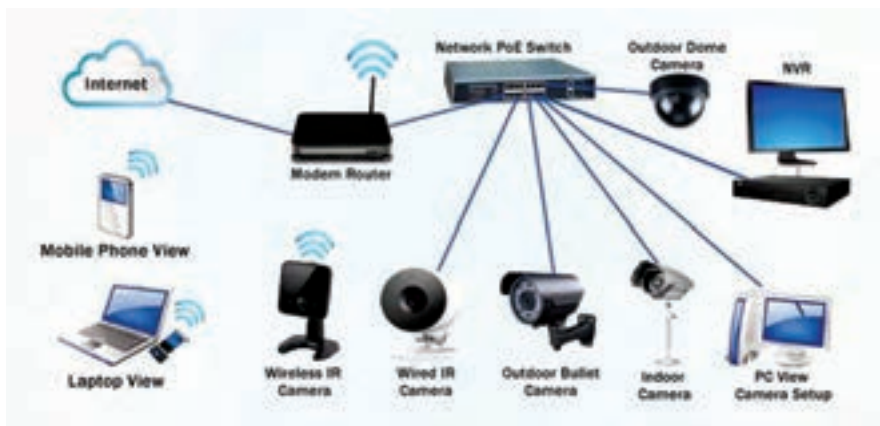 Internet
Network PoE Switch
Outdoor Dome
Camera
NVR
Modem Router
Mobile Phone View
Laptop View
Wireless IR
Camera
Wired IR
Camera
Outdoor Bullet
Camera
Indoor
Camera
PC View
Camera Setup